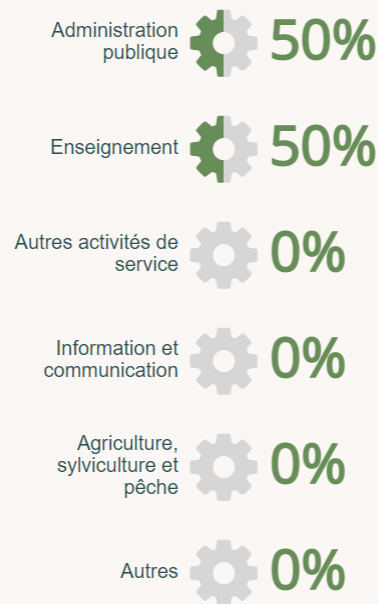 Administration
publique
50%
Enseignement
50%
Autres activités de
service
0%
Information et
communication
0%
Agriculture,
sylviculture et
pêche
0%
Autres
0%